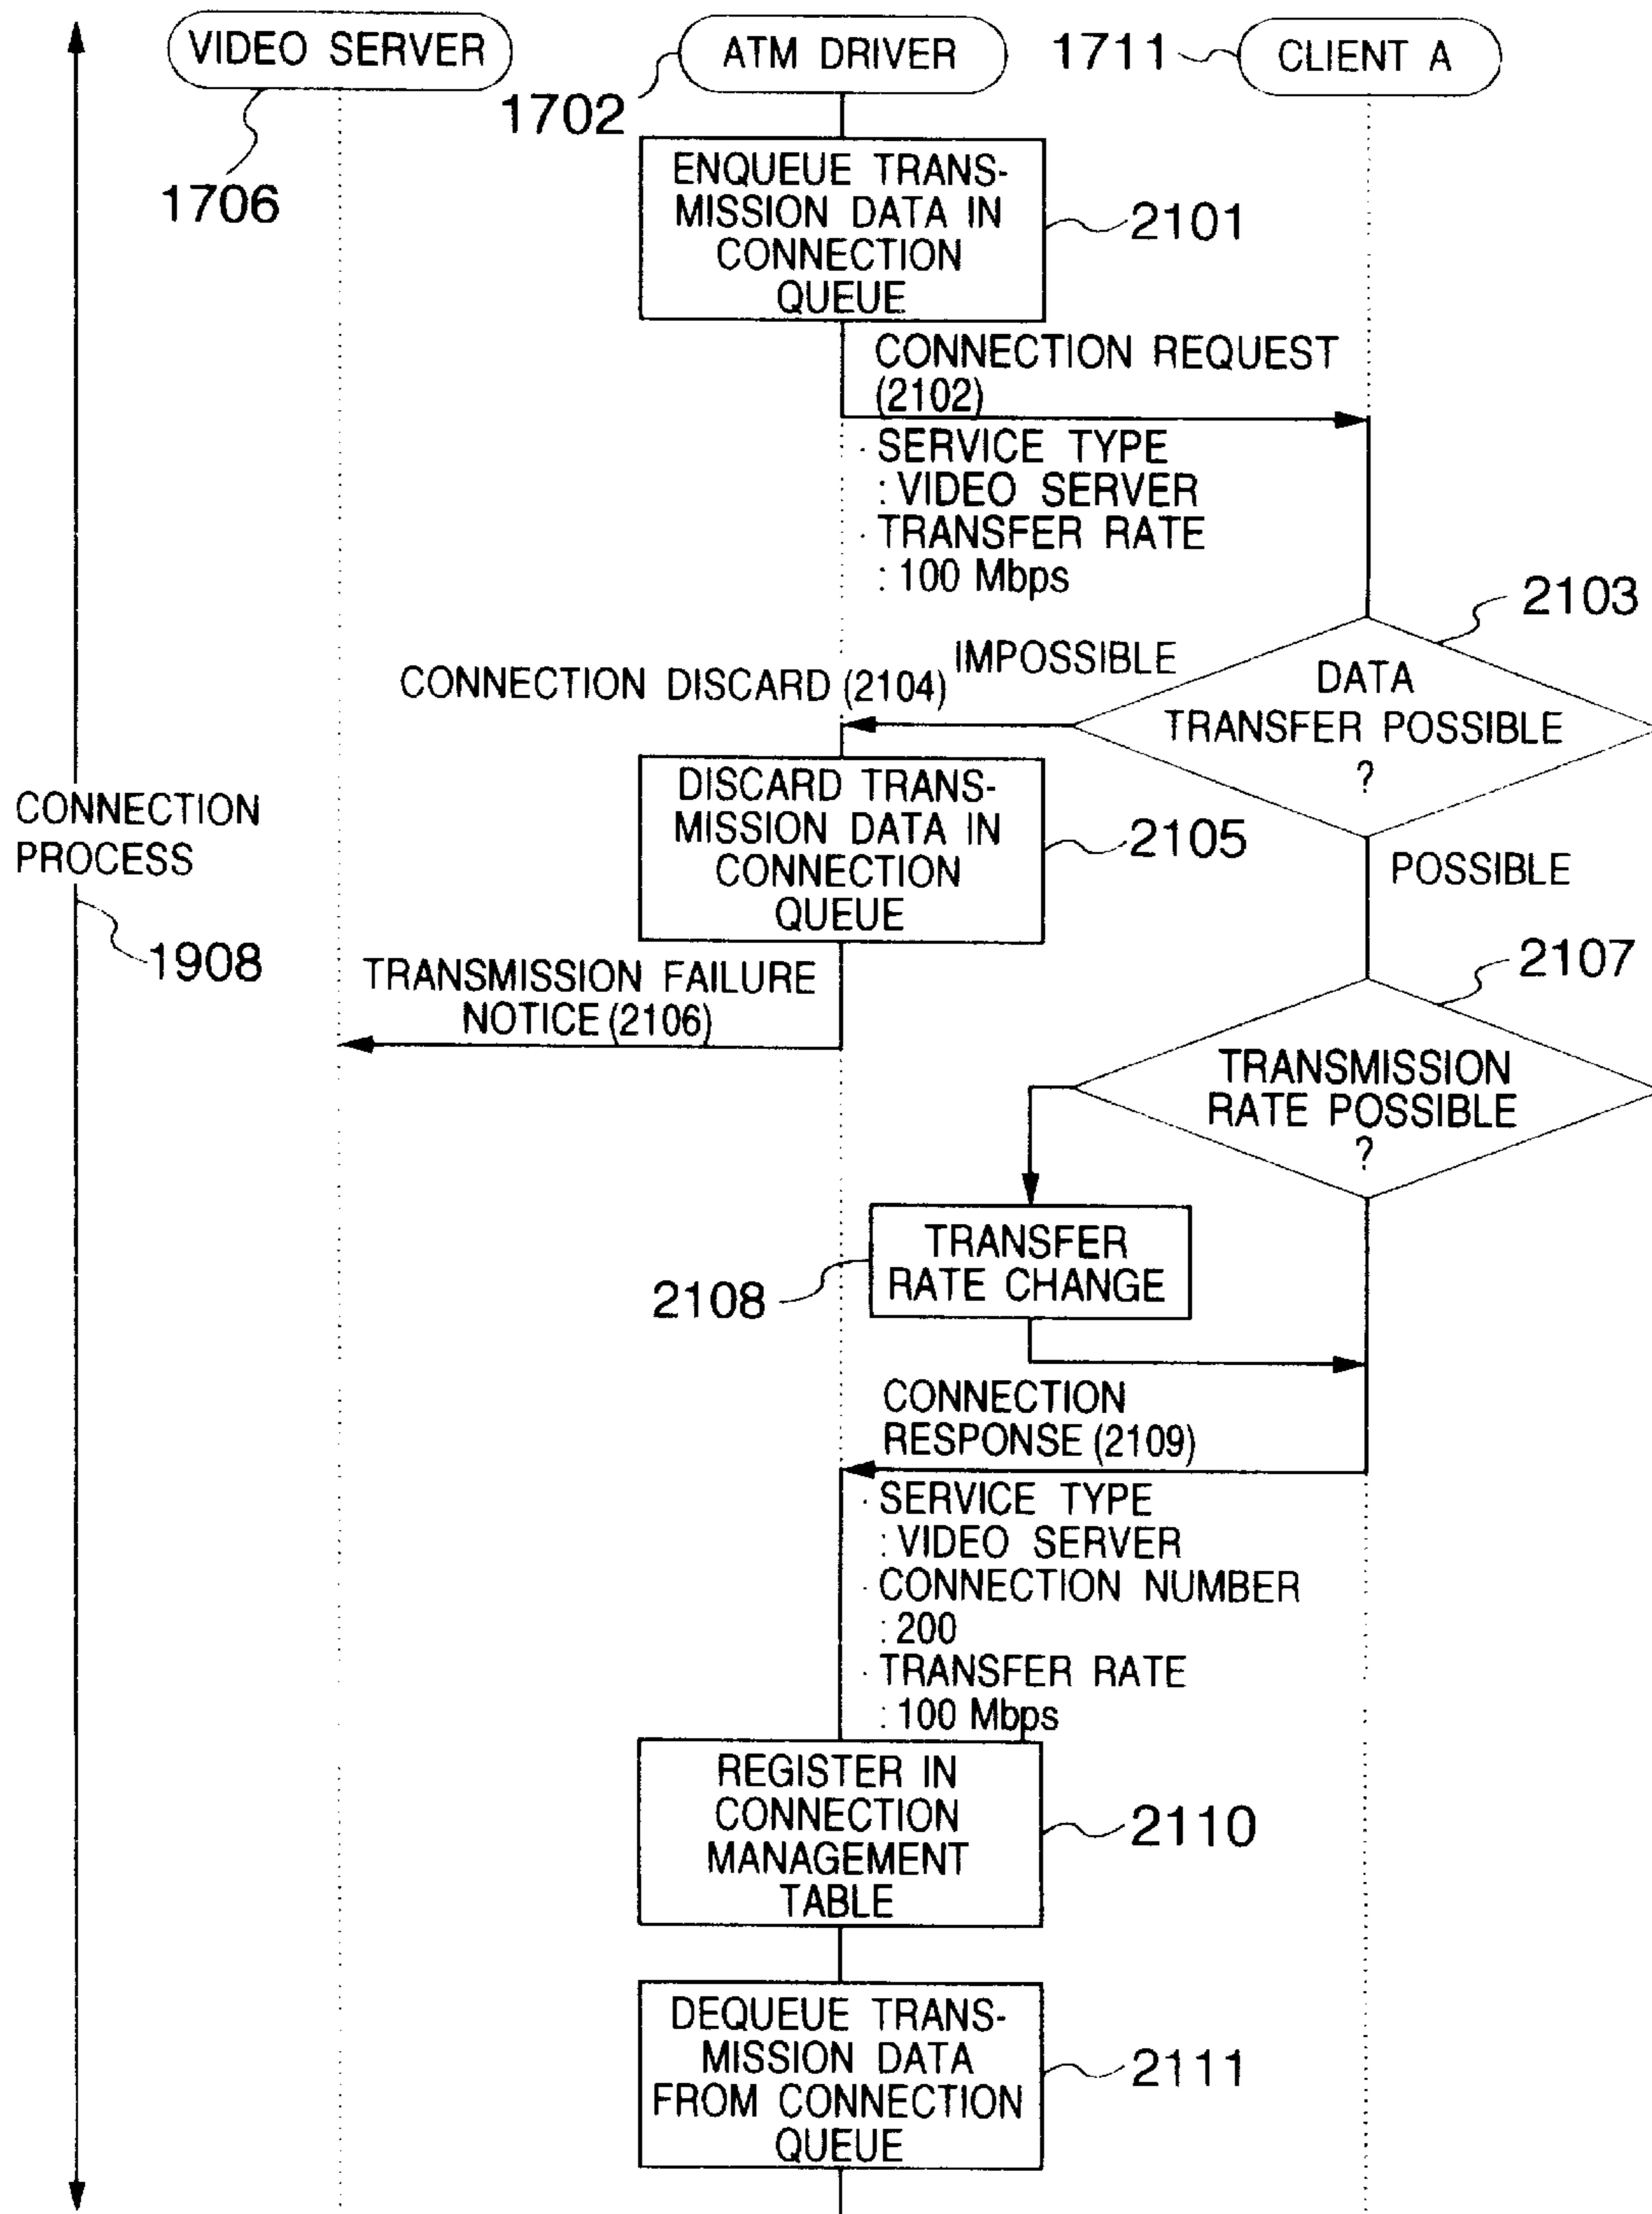 VIDEO SERVER
ATM DRIVER
1711
CLIENT A
1702
1706
ENQUEUE TRANS-
MISSION DATA IN
CONNECTION
QUEUE
2101
CONNECTION REQUEST
(2102)
· SERVICE TYPE
: VIDEO SERVER
· TRANSFER RATE
: 100 Mbps
2103
IMPOSSIBLE
CONNECTION DISCARD (2104)
DATA
TRANSFER POSSIBLE
?
DISCARD TRANS-
MISSION DATA IN
CONNECTION
QUEUE
2105
CONNECTION
PROCESS
POSSIBLE
1908
TRANSMISSION FAILURE
NOTICE (2106)
2107
TRANSMISSION
RATE POSSIBLE
?
TRANSFER
RATE CHANGE
2108
CONNECTION
RESPONSE (2109)
· SERVICE TYPE
: VIDEO SERVER
· CONNECTION NUMBER
: 200
· TRANSFER RATE
: 100 Mbps
REGISTER IN
CONNECTION
MANAGEMENT
TABLE
2110
DEQUEUE TRANS-
MISSION DATA
FROM CONNECTION
QUEUE
2111